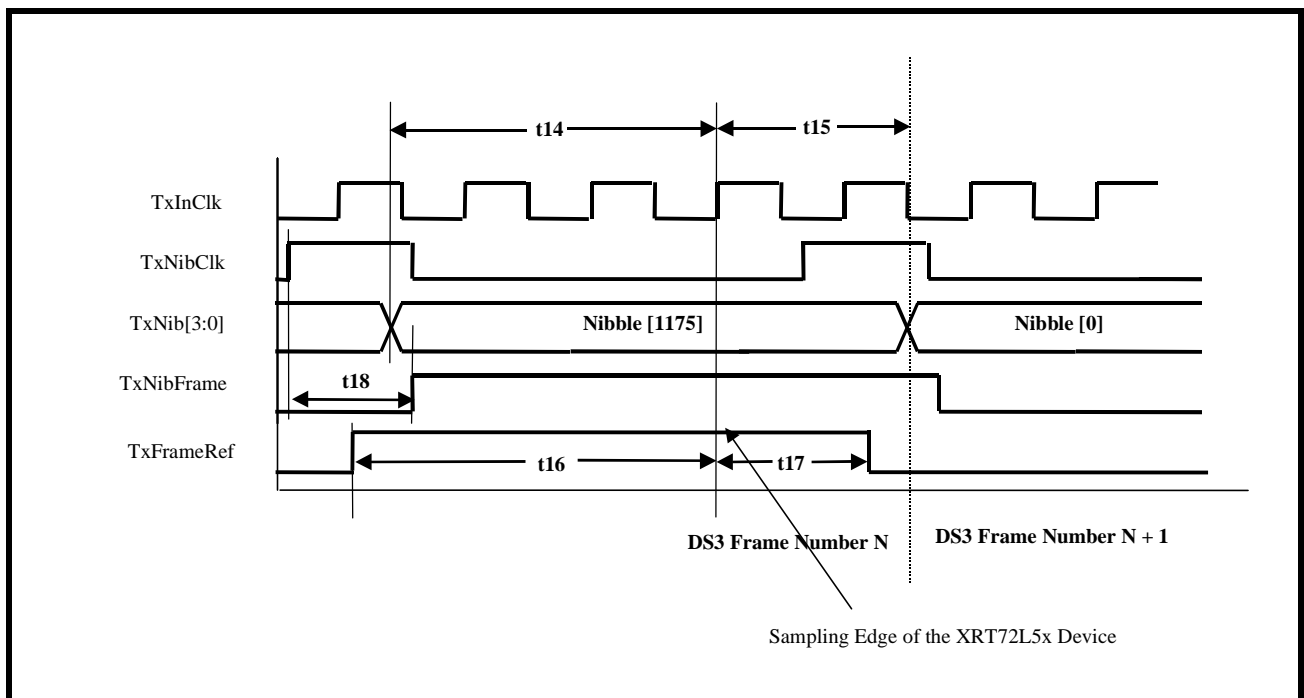 t14
t15
TxInClk
TxNibClk
TxNib[3:0]
Nibble [1175]
Nibble [0]
TxNibFrame
t18
TxFrameRef
t16
t17
DS3 Frame Number N
DS3 Frame Number N + 1
Sampling Edge of the XRT72L5x Device